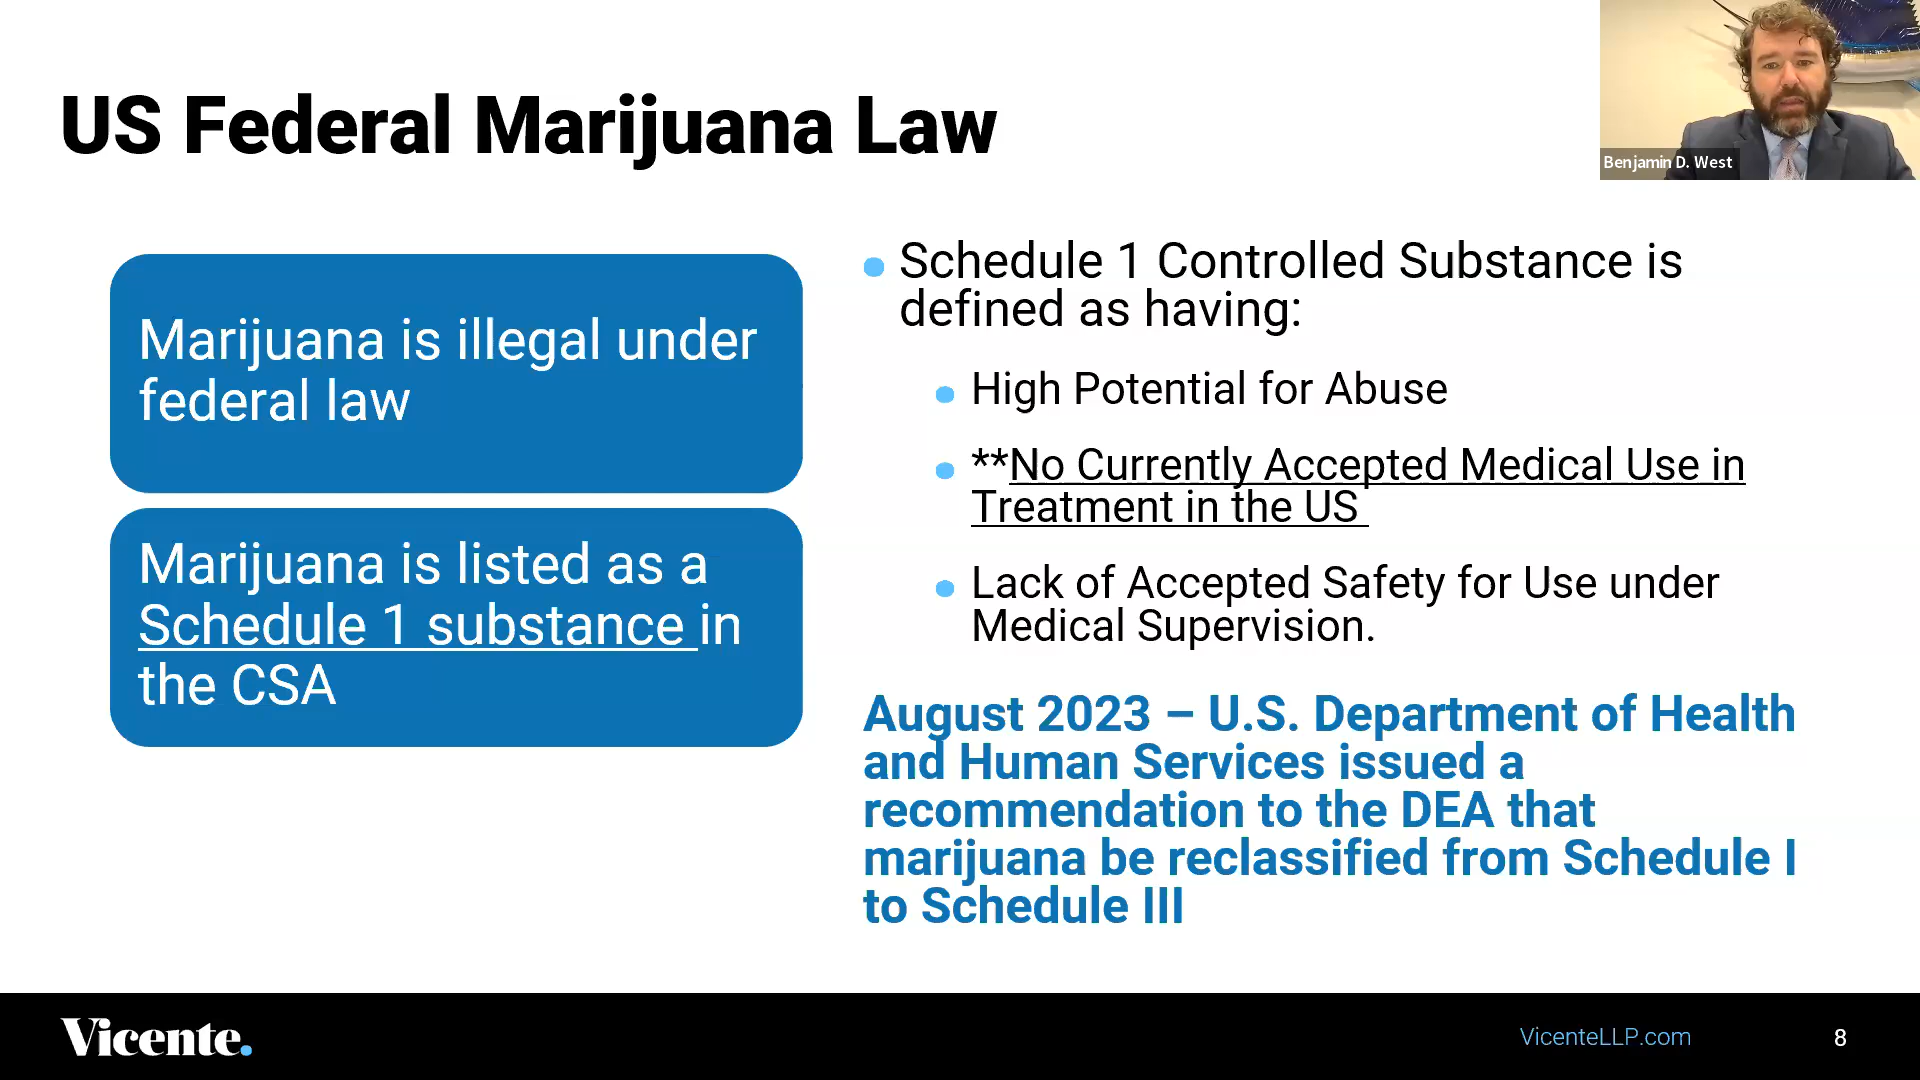 US Federal Marijuana Law
Benjamin D. West
Marijuana is illegal under
federal law
Marijuana is listed as a
Schedule 1 substance in
the CSA
Schedule 1 Controlled Substance is
defined as having:
High Potential for Abuse
**No Currently Accepted Medical Use in
Treatment in the US
Lack of Accepted Safety for Use under
Medical Supervision.
August 2023 – U.S. Department of Health
and Human Services issued a
recommendation to the DEA that
marijuana be reclassified from Schedule I
to Schedule III
Vicente.
VicenteLLP.com
8